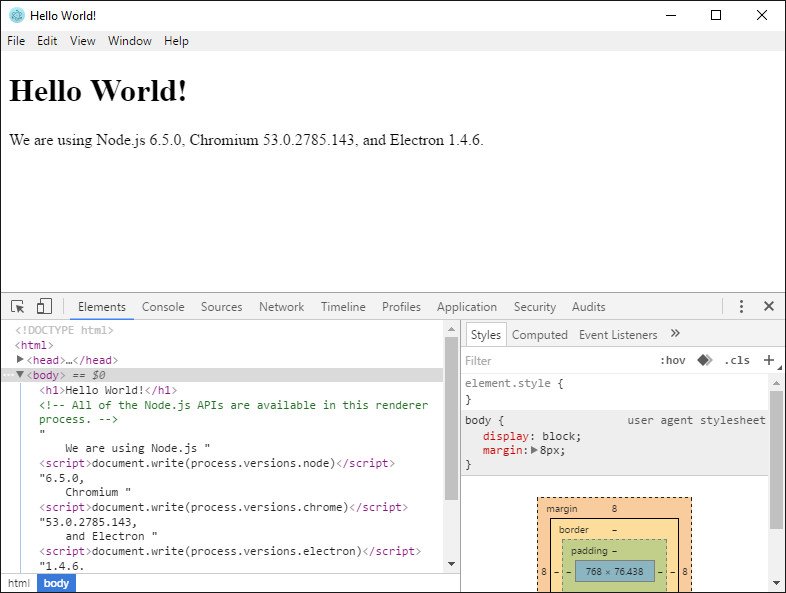 Hello World!
File Edit View Window Help
Hello World!
We are using Node.js 6.5.0, Chromium 53.0.2785.143, and Electron 1.4.6.
Elements Console Sources Network Timeline Profiles Application Security Audits
<!DOCTYPE html>
<html>
<head>…</head>
<body> == $0
<h1>Hello World!</h1>
<!-- All of the Node.js APIs are available in this renderer
process. -->
"
We are using Node.js "
<script>document.write(process.versions.node)</script>
"6.5.0,
Chromium "
<script>document.write(process.versions.chrome)</script>
"53.0.2785.143,
and Electron "
<script>document.write(process.versions.electron)</script>
"1.4.6.
html body
Styles Computed Event Listeners »
Filter :hov .cls +
element.style {
}
body { user agent stylesheet
display: block;
margin: 8px;
}
margin 8
border –
padding –
8 – – 768 × 76.438 – – 8